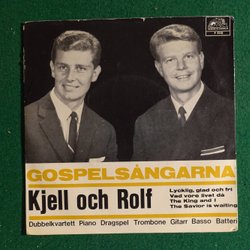 GOSPELSÅNGARNA
Kjell och Rolf
Lycklig, glad och fri
Vad vore livet då
The King and I
The Savior is waiting
Dubbelkvartett Piano Dragspel Trombone Gitarr Basso Batteri